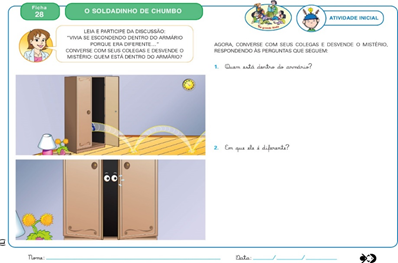 Ficha
28
O SOLDADINHO DE CHUMBO
ATIVIDADE INICIAL
LEIA E PARTICIPE DA DISCUSSÃO:
"VIVIA SE ESCONDENDO DENTRO DO ARMÁRIO
PORQUE ERA DIFERENTE..."
CONVERSE COM SEUS COLEGAS E DESVENDE O
MISTÉRIO: QUEM ESTÁ DENTRO DO ARMÁRIO?
AGORA, CONVERSE COM SEUS COLEGAS E DESVENDE O MISTÉRIO,
RESPONDENDO ÀS PERGUNTAS QUE SEGUEM:
1. Quem está dentro do armário?
2. Em que ele é diferente?
Nome:
Data: / /